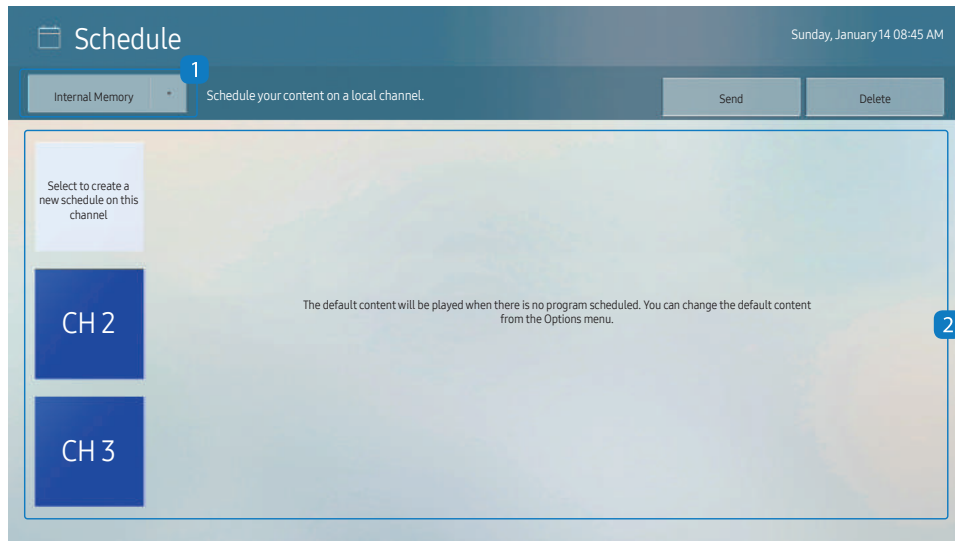 Schedule
Sunday, January 14 08:45 AM
1
Internal Memory
Schedule your content on a local channel.
Send
Delete
Select to create a
new schedule on this
channel
CH 2
The default content will be played when there is no program scheduled. You can change the default content
from the Options menu.
2
CH 3